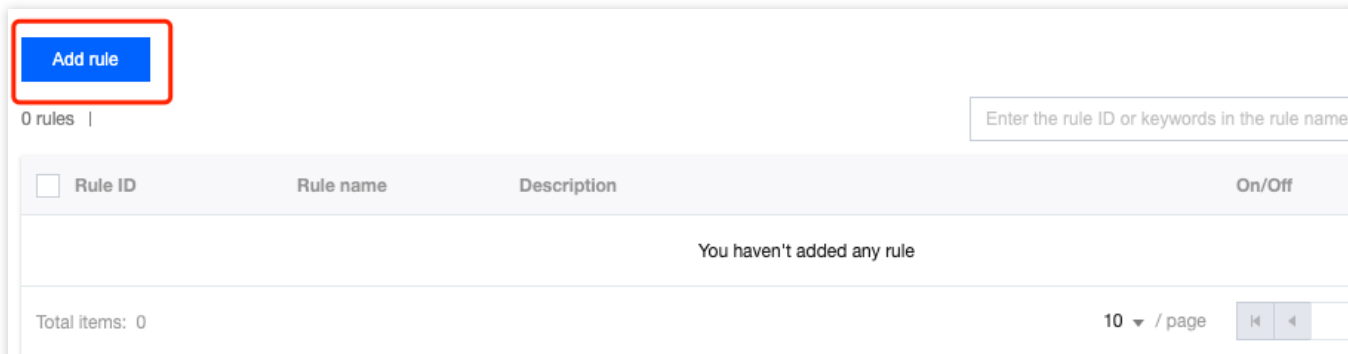 Add rule
0 rules |
Enter the rule ID or keywords in the rule name
Rule ID Rule name Description On/Off
You haven't added any rule
Total items: 0 10 / page